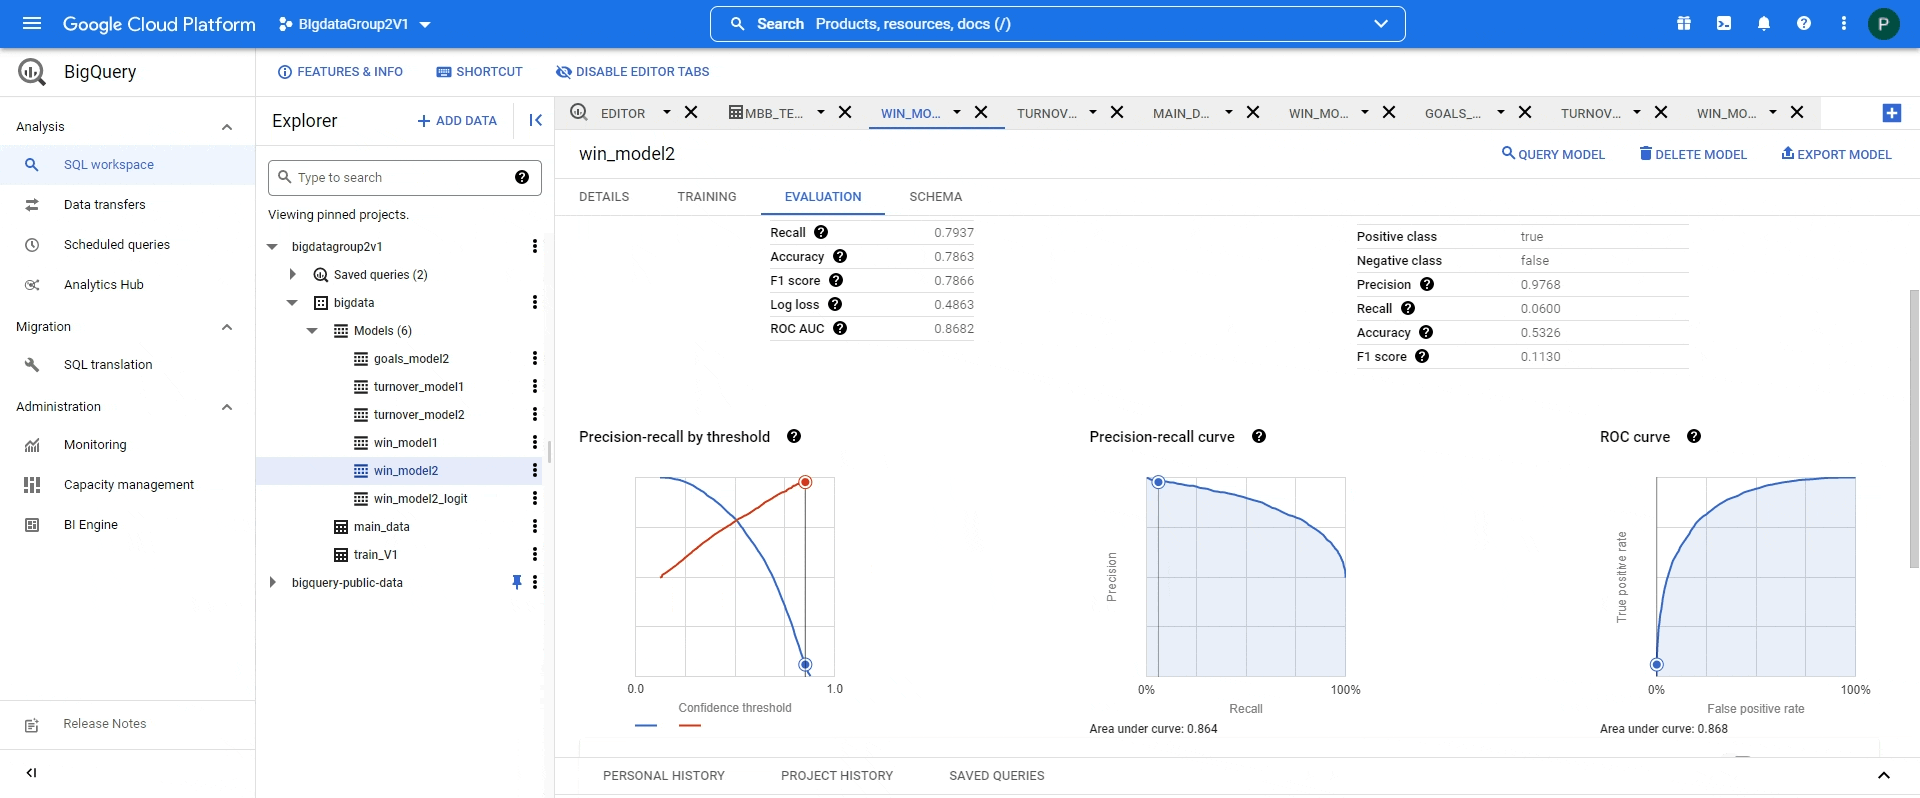 Google Cloud Platform
BIgdataGroup2V1
Search Products, resources, docs (/)
P
BigQuery
FEATURES & INFO
SHORTCUT
DISABLE EDITOR TABS
Analysis
SQL workspace
Data transfers
Scheduled queries
Analytics Hub
Migration
SQL translation
Administration
Monitoring
Capacity management
BI Engine
Release Notes
Explorer
ADD DATA
Type to search
Viewing pinned projects.
bigdatagroup2v1
Saved queries (2)
bigdata
Models (6)
goals_model2
turnover_model1
turnover_model2
win_model1
win_model2
win_model2_logit
main_data
train_V1
bigquery-public-data
EDITOR
MBB_TE...
WIN_MO...
TURNOV...
MAIN_D...
WIN_MO...
GOALS_...
TURNOV...
WIN_MO...
win_model2
QUERY MODEL
DELETE MODEL
EXPORT MODEL
DETAILS
TRAINING
EVALUATION
SCHEMA
Recall 0.7937
Accuracy 0.7863
F1 score 0.7866
Log loss 0.4863
ROC AUC 0.8682
Positive class true
Negative class false
Precision 0.9768
Recall 0.0600
Accuracy 0.5326
F1 score 0.1130
Precision-recall by threshold
0.0 1.0
Confidence threshold
Precision-recall curve
Precision
0% 100%
Recall
Area under curve: 0.864
ROC curve
True positive rate
0% 100%
False positive rate
Area under curve: 0.868
PERSONAL HISTORY
PROJECT HISTORY
SAVED QUERIES